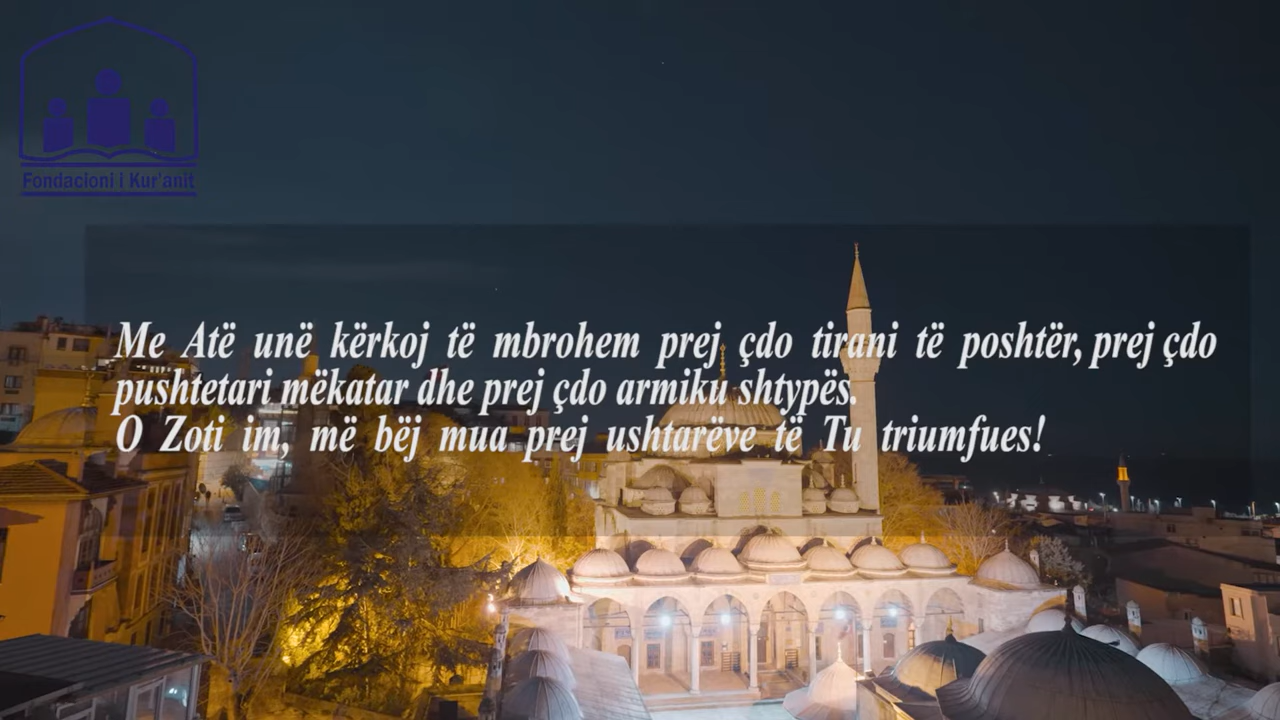 Fondacioni i Kur'anit
Me Atë unë kërkoj të mbrohem prej çdo tirani të poshtër, prej çdo
pushtetari mëkatar dhe prej çdo armiku shtypës.
O Zoti im, më bëj mua prej ushtarëve të Tu triumfues!